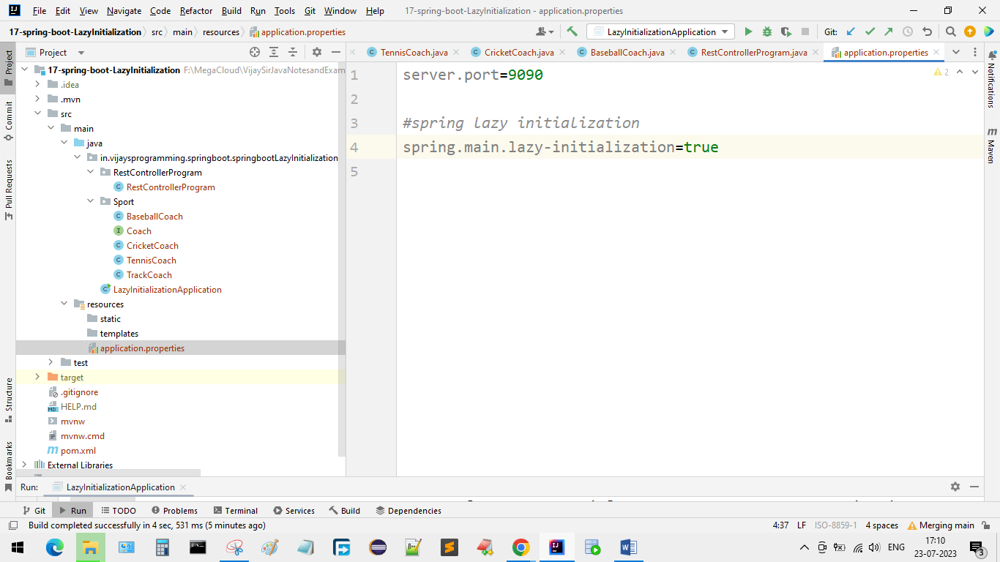 File Edit View Navigate Code Refactor Build Run Tools Git Window Help 17-spring-boot-LazyInitialization - application.properties
17-spring-boot-LazyInitialization src main resources application.properties LazyInitializationApplication Git:
Project
Commit
Pull Requests
Structure
Bookmarks
Project
17-spring-boot-LazyInitialization F:\MegaCloud\VijaySirJavaNotesandExam
.idea
.mvn
src
main
java
in.vijaysprogramming.springboot.springbootLazyInitialization
RestControllerProgram
RestControllerProgram
Sport
BaseballCoach
Coach
CricketCoach
TennisCoach
TrackCoach
LazyInitializationApplication
resources
static
templates
application.properties
test
target
.gitignore
HELP.md
mvnw
mvnw.cmd
pom.xml
External Libraries
TennisCoach.java CricketCoach.java BaseballCoach.java RestControllerProgram.java application.properties
1 server.port=9090
2
3 #spring lazy initialization
4 spring.main.lazy-initialization=true
5
2
Notifications
Maven
Run: LazyInitializationApplication
Git Run TODO Problems Terminal Services Build Dependencies
Build completed successfully in 4 sec, 531 ms (5 minutes ago) 4:37 LF ISO-8859-1 4 spaces Merging main
ENG
17:10
23-07-2023
3